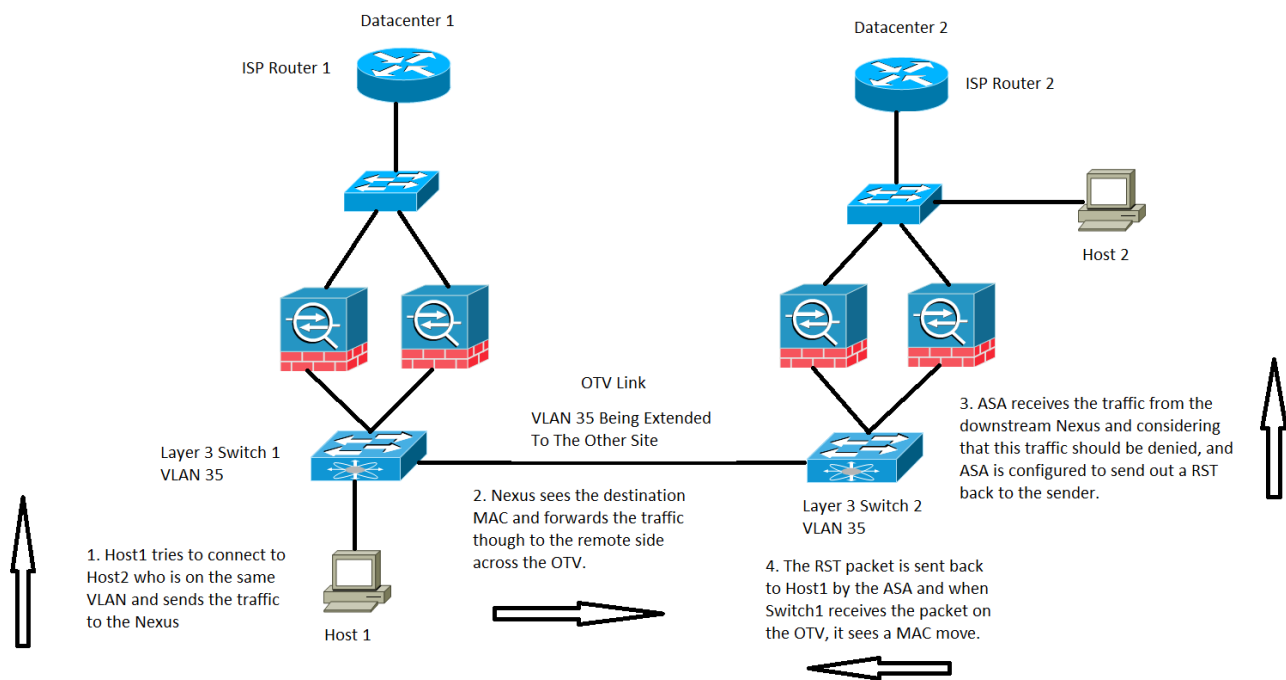 Datacenter 1
Datacenter 2
ISP Router 1
ISP Router 2
Host 2
OTV Link
VLAN 35 Being Extended
To The Other Site
Layer 3 Switch 1
VLAN 35
Layer 3 Switch 2
VLAN 35
1. Host1 tries to connect to
Host2 who is on the same
VLAN and sends the traffic
to the Nexus
Host 1
2. Nexus sees the destination
MAC and forwards the traffic
though to the remote side
across the OTV.
3. ASA receives the traffic from the
downstream Nexus and considering
that this traffic should be denied, and
ASA is configured to send out a RST
back to the sender.
4. The RST packet is sent back
to Host1 by the ASA and when
Switch1 receives the packet on
the OTV, it sees a MAC move.